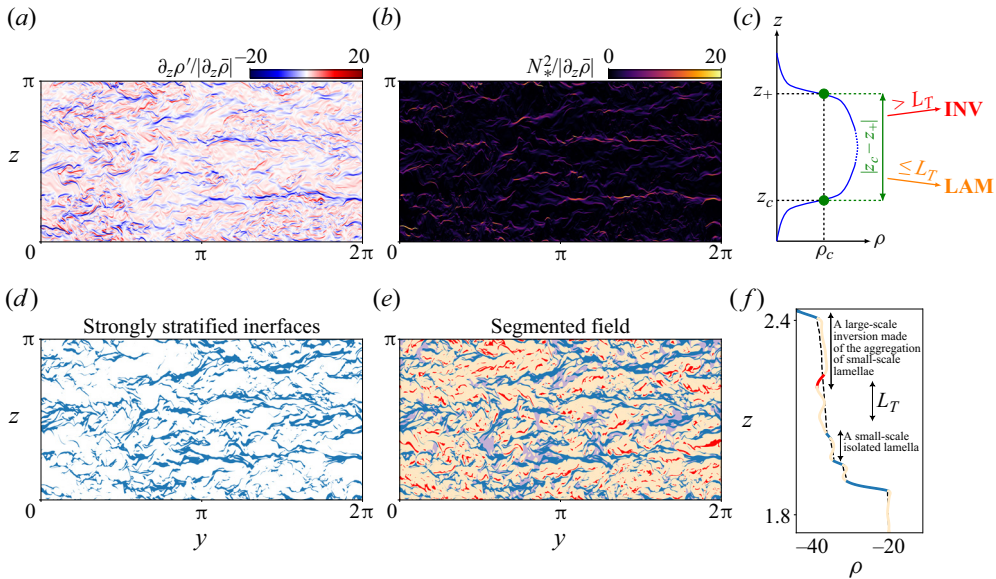 (a)
∂zρ′/|∂zρ̄|
−20
20
π
z
0
0
π
2π
(b)
N*²/|∂zρ̄|
0
20
0
π
2π
(c)
z
z+
> LT
INV
|zc − z+|
≤ LT
LAM
zc
ρc
ρ
(d)
Strongly stratified inerfaces
π
z
0
0
π
2π
y
(e)
Segmented field
0
π
2π
y
(f)
2.4
A large-scale
inversion made
of the aggregation
of small-scale
lamellae
LT
z
A small-scale
isolated lamella
1.8
−40
−20
ρ